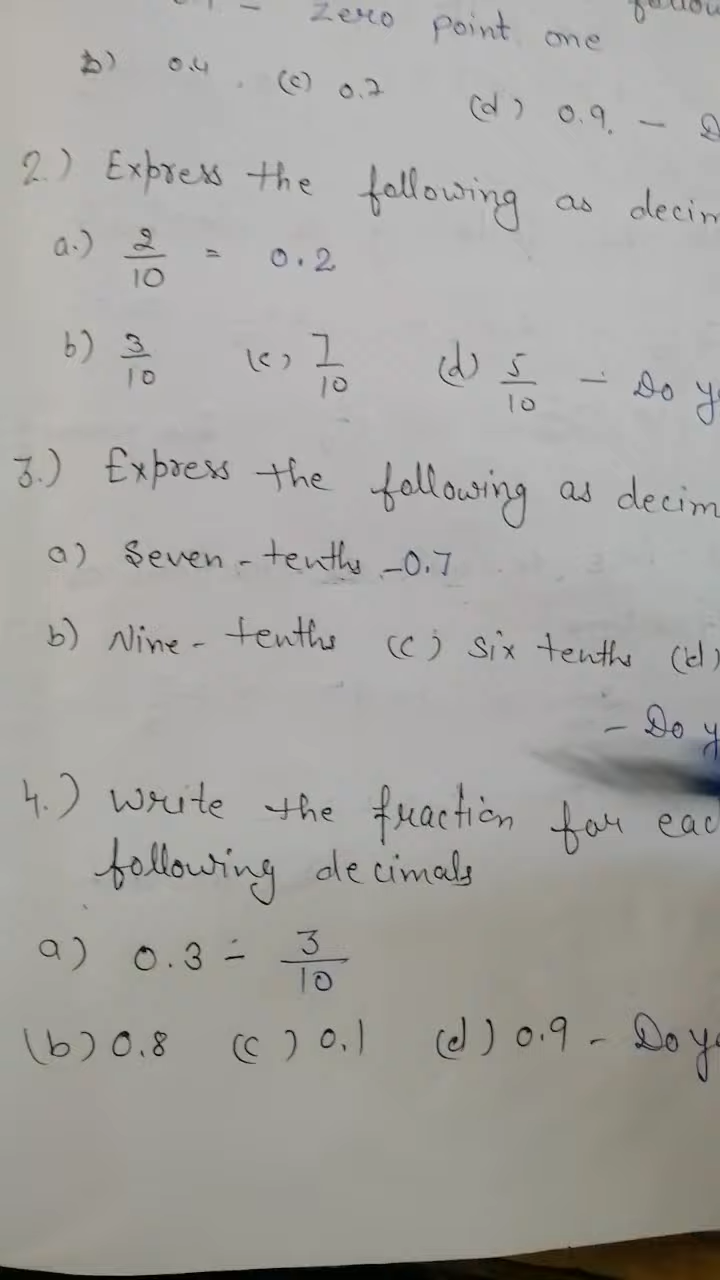 - zero point one
b) 0.4 . (c) 0.7 (d) 0.9. -
2.) Express the following as decim
a.) 2/10 = 0.2
b) 3/10 (c) 7/10 (d) 5/10 - Do y
3.) Express the following as decim
a) Seven-tenths -0.7
b) Nine-tenths (c) Six tenths (d)
- Do y
4.) Write the fraction for eac
following decimals
a) 0.3 = 3/10
(b) 0.8 (c) 0.1 (d) 0.9 - Do y